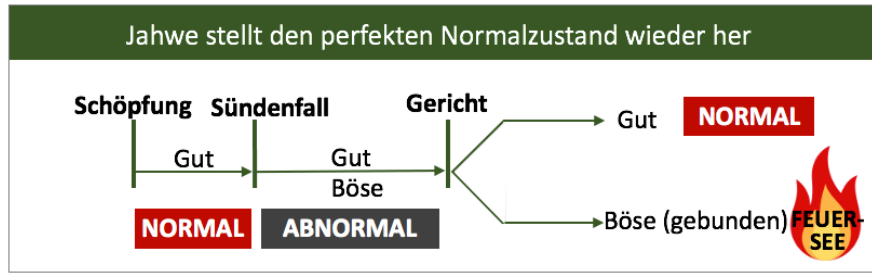 Jahwe stellt den perfekten Normalzustand wieder her
Schöpfung Sündenfall Gericht
Gut Gut Gut NORMAL
Böse
NORMAL ABNORMAL
Böse (gebunden) FEUER-
SEE